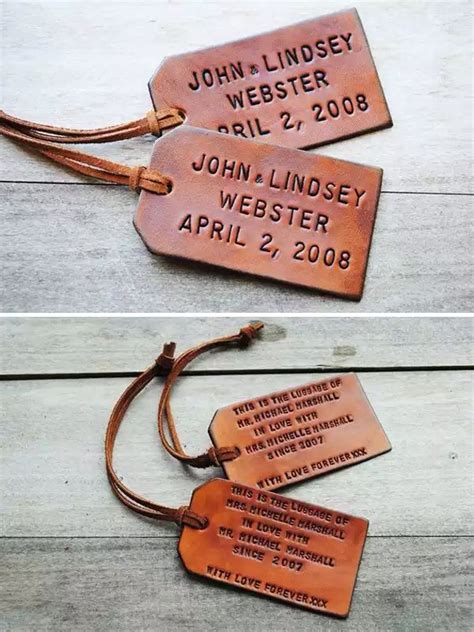 JOHN & LINDSEY
WEBSTER
APRIL 2, 2008
JOHN & LINDSEY
WEBSTER
APRIL 2, 2008
THIS IS THE LUGGAGE OF
MR. MICHAEL MARSHALL
IN LOVE WITH
MRS. MICHELLE MARSHALL
SINCE 2007
WITH LOVE FOREVER.XXX
THIS IS THE LUGGAGE OF
MRS. MICHELLE MARSHALL
IN LOVE WITH
MR. MICHAEL MARSHALL
SINCE 2007
WITH LOVE FOREVER.XXX